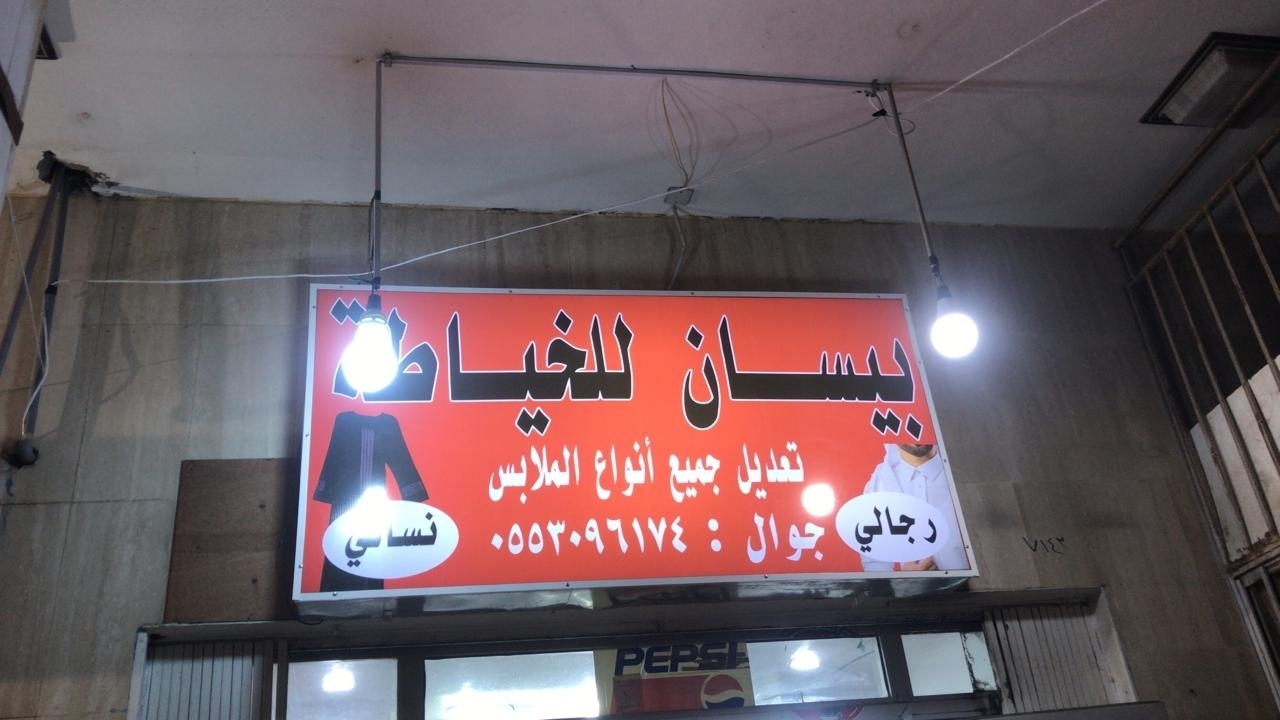 بيسان للخياطة
تعديل جميع أنواع الملابس
جوال : ٠٥٥٣٠٩٦١٧٤
رجالي
نسائي
٧١٤٣
PEPSI